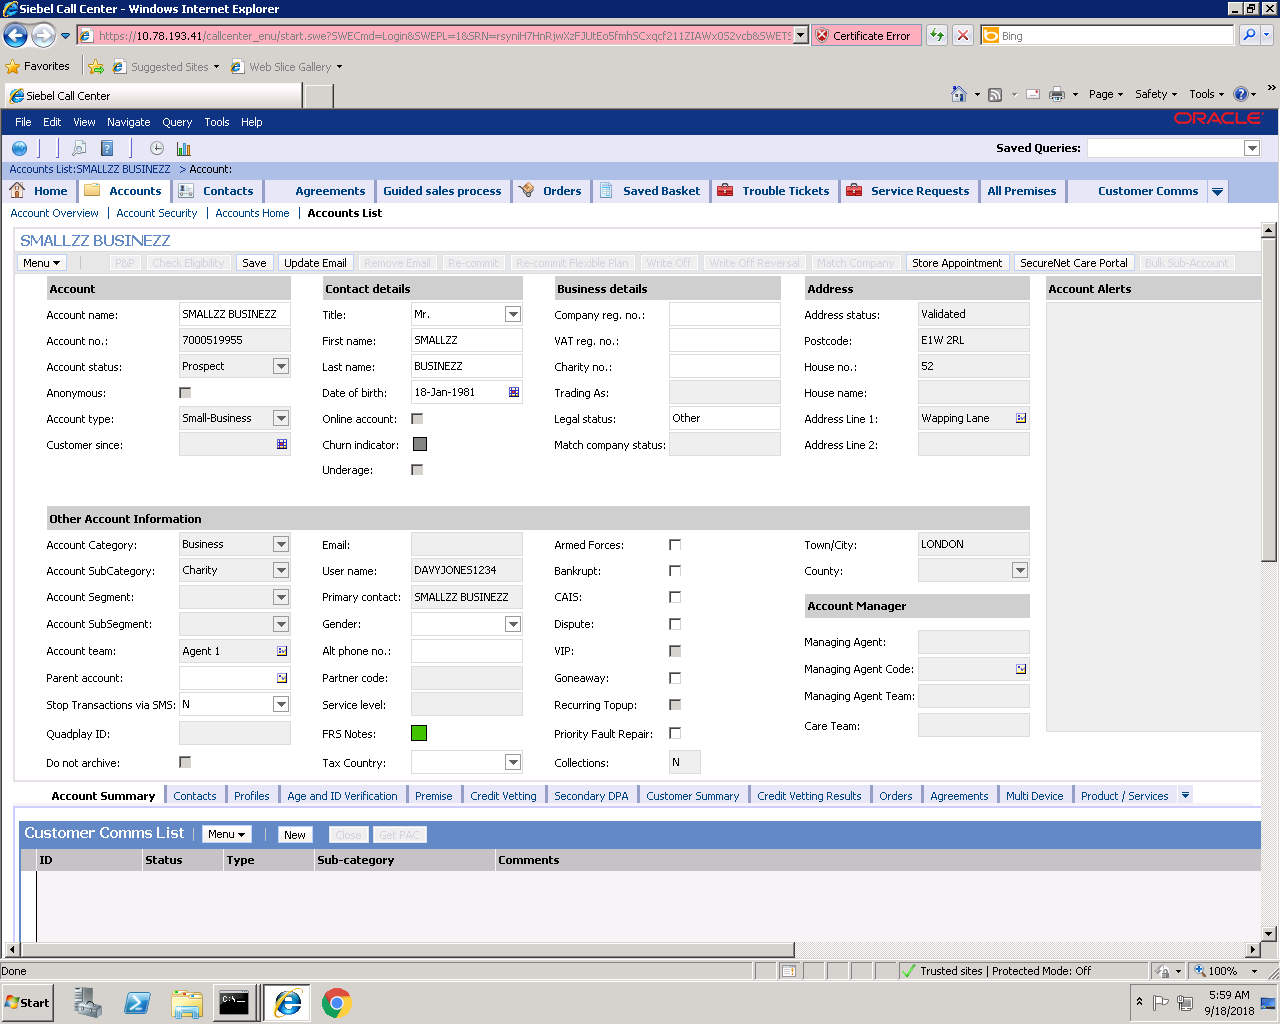 Siebel Call Center - Windows Internet Explorer
https://10.78.193.41/callcenter_enu/start.swe?SWECmd=Login&SWEPL=1&SRN=
Certificate Error
Bing
Favorites
Suggested Sites
Web Slice Gallery
Siebel Call Center
Page
Safety
Tools
File Edit View Navigate Query Tools Help
ORACLE
Saved Queries:
Accounts List:SMALLZZ BUSINEZZ > Account:
Home Accounts Contacts Agreements Guided sales process Orders Saved Basket Trouble Tickets Service Requests All Premises Customer Comms
Account Overview | Account Security | Accounts Home | Accounts List
SMALLZZ BUSINEZZ
Menu P&P Check Eligibility Save Update Email Remove Email Re-commit Re-commit Flexible Plan Write Off Write Off Reversal Match Company Store Appointment SecureNet Care Portal Bulk Sub-Account
Account Contact details Business details Address Account Alerts
Account name: SMALLZZ BUSINEZZ Title: Mr. Company reg. no.: Address status: Validated
Account no.: 7000519955 First name: SMALLZZ VAT reg. no.: Postcode: E1W 2RL
Account status: Prospect Last name: BUSINEZZ Charity no.: House no.: 52
Anonymous: Date of birth: 18-Jan-1981 Trading As: House name:
Account type: Small-Business Online account: Legal status: Other Address Line 1: Wapping Lane
Customer since: Churn indicator: Match company status: Address Line 2:
Underage:
Other Account Information
Account Category: Business Email: Armed Forces: Town/City: LONDON
Account SubCategory: Charity User name: DAVYJONES1234 Bankrupt: County:
Account Segment: Primary contact: SMALLZZ BUSINEZZ CAIS: Account Manager
Account SubSegment: Gender: Dispute:
Account team: Agent 1 Alt phone no.: VIP: Managing Agent:
Parent account: Partner code: Goneaway: Managing Agent Code:
Stop Transactions via SMS: N Service level: Recurring Topup: Managing Agent Team:
Quadplay ID: FRS Notes: Priority Fault Repair: Care Team:
Do not archive: Tax Country: Collections: N
Account Summary Contacts Profiles Age and ID Verification Premise Credit Vetting Secondary DPA Customer Summary Credit Vetting Results Orders Agreements Multi Device Product / Services
Customer Comms List Menu New Close Get PAC
ID Status Type Sub-category Comments
Done
Trusted sites | Protected Mode: Off
100%
Start
C:\
5:59 AM
9/18/2018